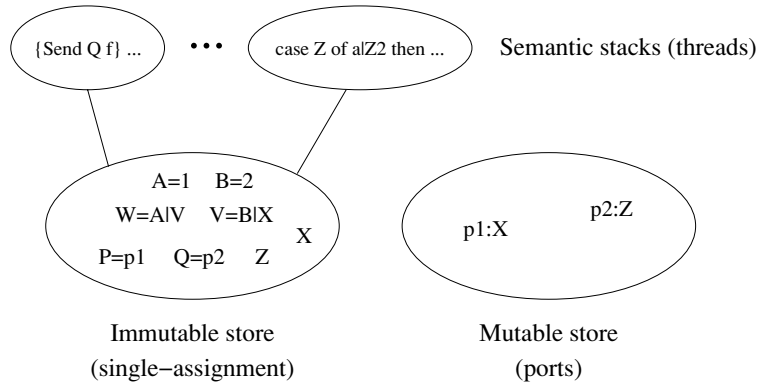 {Send Q f} ...
case Z of a|Z2 then ...
Semantic stacks (threads)
A=1 B=2
W=A|V V=B|X
X
P=p1 Q=p2 Z
p1:X
p2:Z
Immutable store
(single−assignment)
Mutable store
(ports)